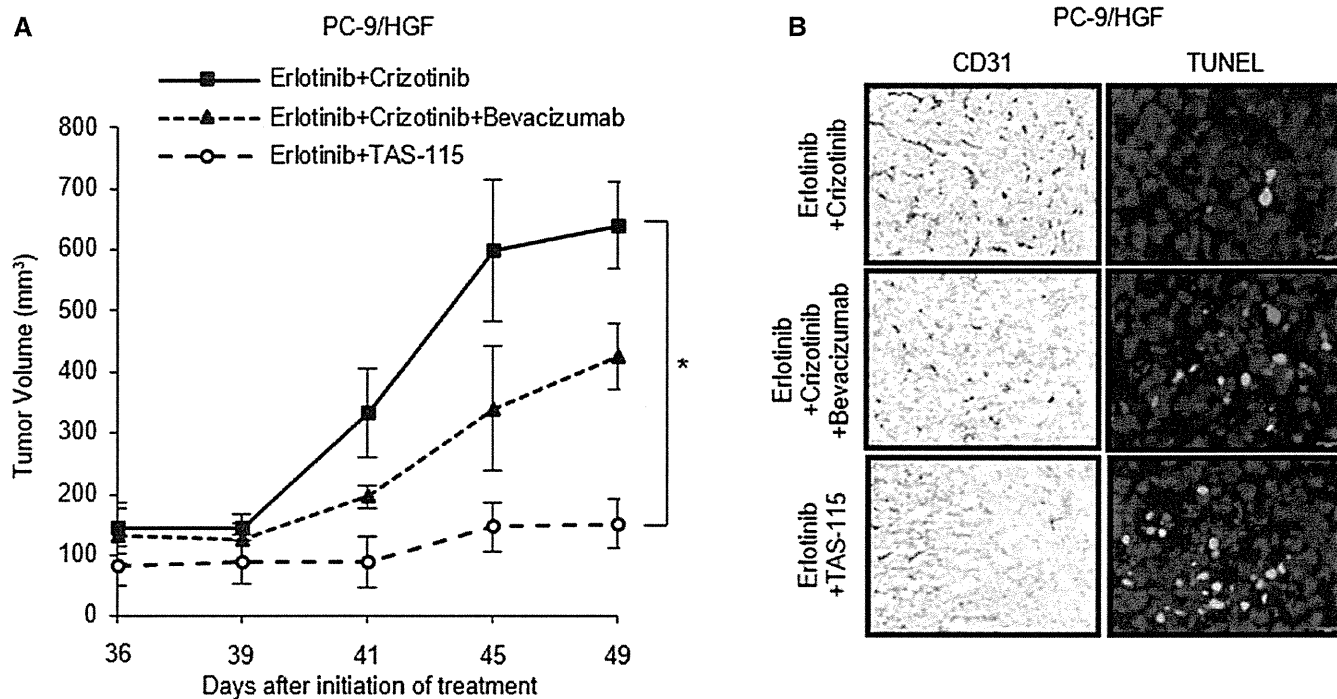 A
PC-9/HGF
Erlotinib+Crizotinib
Erlotinib+Crizotinib+Bevacizumab
Erlotinib+TAS-115
800
700
600
500
400
300
200
100
0
Tumor Volume (mm³)
*
36 39 41 45 49
Days after initiation of treatment
B
PC-9/HGF
CD31 TUNEL
Erlotinib
+Crizotinib
Erlotinib
+Crizotinib
+Bevacizumab
Erlotinib
+TAS-115